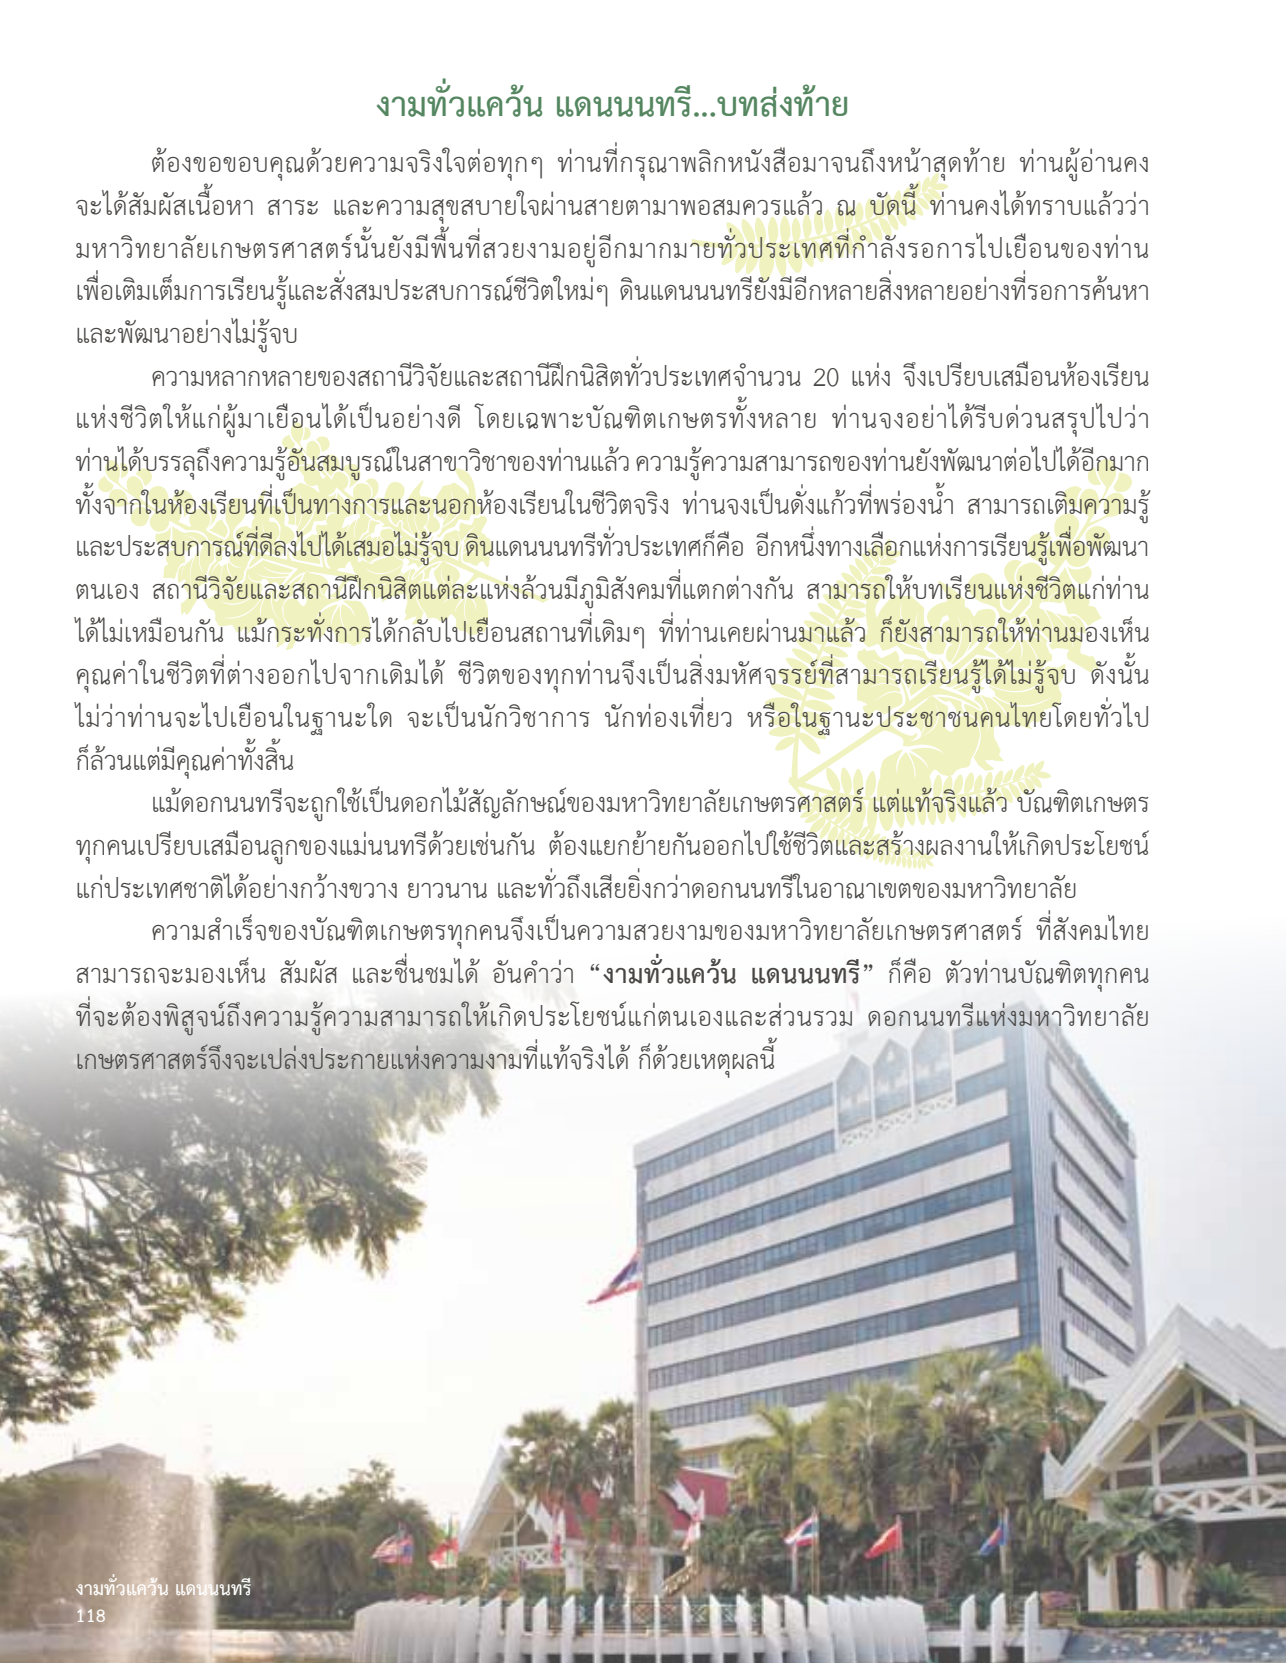 งามทั่วแคว้น แดนนนทรี...บทส่งท้าย
ต้องขอขอบคุณด้วยความจริงใจต่อทุกๆ ท่านที่กรุณาพลิกหนังสือมาจนถึงหน้าสุดท้าย ท่านผู้อ่านคง
จะได้สัมผัสเนื้อหา สาระ และความสุขสบายใจผ่านสายตามาพอสมควรแล้ว ณ บัดนี้ ท่านคงได้ทราบแล้วว่า
มหาวิทยาลัยเกษตรศาสตร์นั้นยังมีพื้นที่สวยงามอยู่อีกมากมายทั่วประเทศที่กำลังรอการไปเยือนของท่าน
เพื่อเติมเต็มการเรียนรู้และสั่งสมประสบการณ์ชีวิตใหม่ๆ ดินแดนนนทรียังมีอีกหลายสิ่งหลายอย่างที่รอการค้นหา
และพัฒนาอย่างไม่รู้จบ
ความหลากหลายของสถานีวิจัยและสถานีฝึกนิสิตทั่วประเทศจำนวน 20 แห่ง จึงเปรียบเสมือนห้องเรียน
แห่งชีวิตให้แก่ผู้มาเยือนได้เป็นอย่างดี โดยเฉพาะบัณฑิตเกษตรทั้งหลาย ท่านจงอย่าได้รีบด่วนสรุปไปว่า
ท่านได้บรรลุถึงความรู้อันสมบูรณ์ในสาขาวิชาของท่านแล้ว ความรู้ความสามารถของท่านยังพัฒนาต่อไปได้อีกมาก
ทั้งจากในห้องเรียนที่เป็นทางการและนอกห้องเรียนในชีวิตจริง ท่านจงเป็นดั่งแก้วที่พร่องน้ำ สามารถเติมความรู้
และประสบการณ์ที่ดีลงไปได้เสมอไม่รู้จบ ดินแดนนนทรีทั่วประเทศก็คือ อีกหนึ่งทางเลือกแห่งการเรียนรู้เพื่อพัฒนา
ตนเอง สถานีวิจัยและสถานีฝึกนิสิตแต่ละแห่งล้วนมีภูมิสังคมที่แตกต่างกัน สามารถให้บทเรียนแห่งชีวิตแก่ท่าน
ได้ไม่เหมือนกัน แม้กระทั่งการได้กลับไปเยือนสถานที่เดิมๆ ที่ท่านเคยผ่านมาแล้ว ก็ยังสามารถให้ท่านมองเห็น
คุณค่าในชีวิตที่ต่างออกไปจากเดิมได้ ชีวิตของทุกท่านจึงเป็นสิ่งมหัศจรรย์ที่สามารถเรียนรู้ได้ไม่รู้จบ ดังนั้น
ไม่ว่าท่านจะไปเยือนในฐานะใด จะเป็นนักวิชาการ นักท่องเที่ยว หรือในฐานะประชาชนคนไทยโดยทั่วไป
ก็ล้วนแต่มีคุณค่าทั้งสิ้น
แม้ดอกนนทรีจะถูกใช้เป็นดอกไม้สัญลักษณ์ของมหาวิทยาลัยเกษตรศาสตร์ แต่แท้จริงแล้ว บัณฑิตเกษตร
ทุกคนเปรียบเสมือนลูกของแม่นนทรีด้วยเช่นกัน ต้องแยกย้ายกันออกไปใช้ชีวิตและสร้างผลงานให้เกิดประโยชน์
แก่ประเทศชาติได้อย่างกว้างขวาง ยาวนาน และทั่วถึงเสียยิ่งกว่าดอกนนทรีในอาณาเขตของมหาวิทยาลัย
ความสำเร็จของบัณฑิตเกษตรทุกคนจึงเป็นความสวยงามของมหาวิทยาลัยเกษตรศาสตร์ ที่สังคมไทย
สามารถจะมองเห็น สัมผัส และชื่นชมได้ อันคำว่า “งามทั่วแคว้น แดนนนทรี” ก็คือ ตัวท่านบัณฑิตทุกคน
ที่จะต้องพิสูจน์ถึงความรู้ความสามารถให้เกิดประโยชน์แก่ตนเองและส่วนรวม ดอกนนทรีแห่งมหาวิทยาลัย
เกษตรศาสตร์จึงจะเปล่งประกายแห่งความงามที่แท้จริงได้ ก็ด้วยเหตุผลนี้
งามทั่วแคว้น แดนนนทรี
118